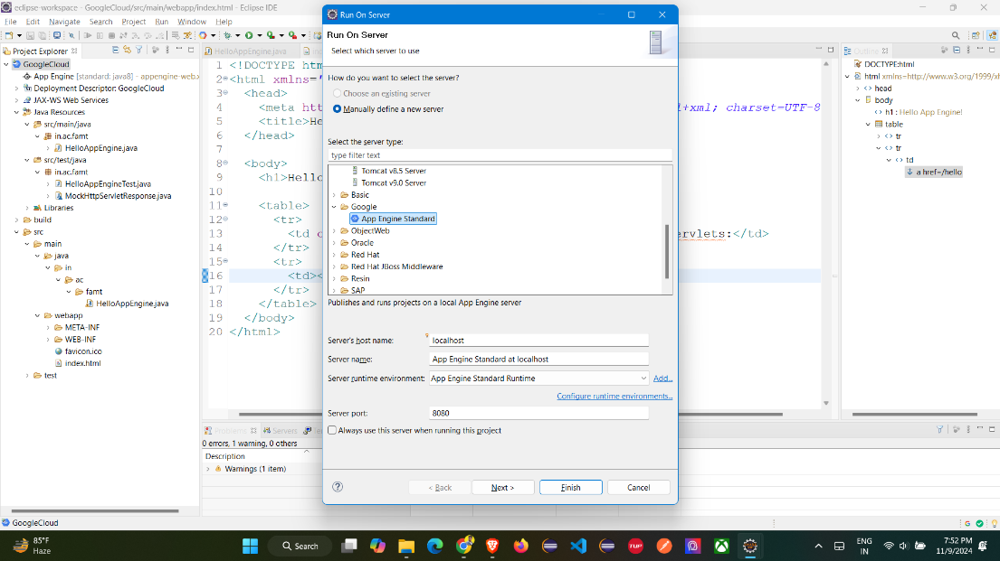 eclipse-workspace - GoogleCloud/src/main/webapp/index.html - Eclipse IDE
File Edit Navigate Search Project Run Window Help
Project Explorer
GoogleCloud
App Engine [standard: java8] - appengine-web.x
Deployment Descriptor: GoogleCloud
JAX-WS Web Services
Java Resources
src/main/java
in.ac.famt
HelloAppEngine.java
src/test/java
in.ac.famt
HelloAppEngineTest.java
MockHttpServletResponse.java
Libraries
build
src
main
java
in
ac
famt
HelloAppEngine.java
webapp
META-INF
WEB-INF
favicon.ico
index.html
test
HelloAppEngine.java
1 <!DOCTYPE htm
2 <html xmlns="
3 <head>
4 <meta htt l+xml; charset=UTF-8
5 <title>He
6 </head>
7
8 <body>
9 <h1>Hello
10
11 <table>
12 <tr>
13 <td c ervlets:</td>
14 </tr>
15 <tr>
16 <td><
17 </tr>
18 </table>
19 </body>
20 </html>
Run On Server
Run On Server
Select which server to use
How do you want to select the server?
Choose an existing server
Manually define a new server
Select the server type:
type filter text
Tomcat v8.5 Server
Tomcat v9.0 Server
Basic
Google
App Engine Standard
ObjectWeb
Oracle
Red Hat
Red Hat JBoss Middleware
Resin
SAP
Publishes and runs projects on a local App Engine server
Server's host name: localhost
Server name: App Engine Standard at localhost
Server runtime environment: App Engine Standard Runtime Add...
Configure runtime environments...
Server port: 8080
Always use this server when running this project
? < Back Next > Finish Cancel
Outline
DOCTYPE:html
html xmlns=http://www.w3.org/1999/xh
head
body
h1 : Hello App Engine!
table
tr
tr
td
a href=/hello
Problems Servers
0 errors, 1 warning, 0 others
Description
Warnings (1 item)
GoogleCloud
85°F
Haze
Search
ENG
IN
7:52 PM
11/9/2024